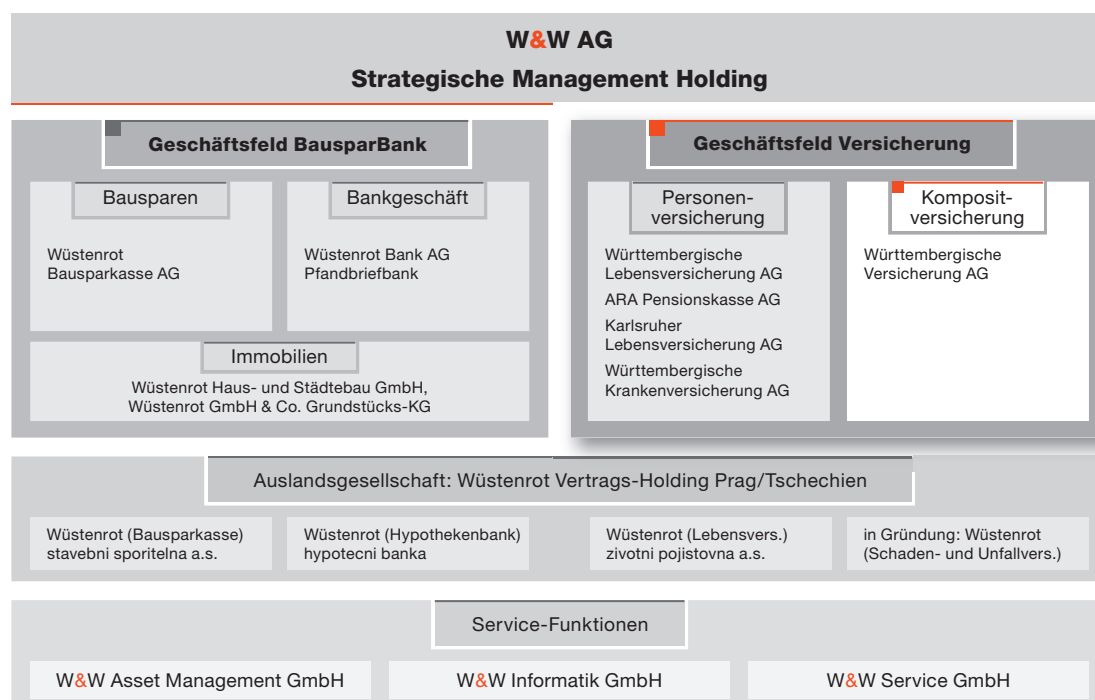 W&W AG
Strategische Management Holding
Geschäftsfeld BausparBank
Bausparen
Wüstenrot
Bausparkasse AG
Bankgeschäft
Wüstenrot Bank AG
Pfandbriefbank
Immobilien
Wüstenrot Haus- und Städtebau GmbH,
Wüstenrot GmbH & Co. Grundstücks-KG
Geschäftsfeld Versicherung
Personen-
versicherung
Württembergische
Lebensversicherung AG
ARA Pensionskasse AG
Karlsruher
Lebensversicherung AG
Württembergische
Krankenversicherung AG
Komposit-
versicherung
Württembergische
Versicherung AG
Auslandsgesellschaft: Wüstenrot Vertrags-Holding Prag/Tschechien
Wüstenrot (Bausparkasse)
stavebni sporitelna a.s.
Wüstenrot (Hypothekenbank)
hypotecni banka
Wüstenrot (Lebensvers.)
zivotni pojistovna a.s.
in Gründung: Wüstenrot
(Schaden- und Unfallvers.)
Service-Funktionen
W&W Asset Management GmbH
W&W Informatik GmbH
W&W Service GmbH